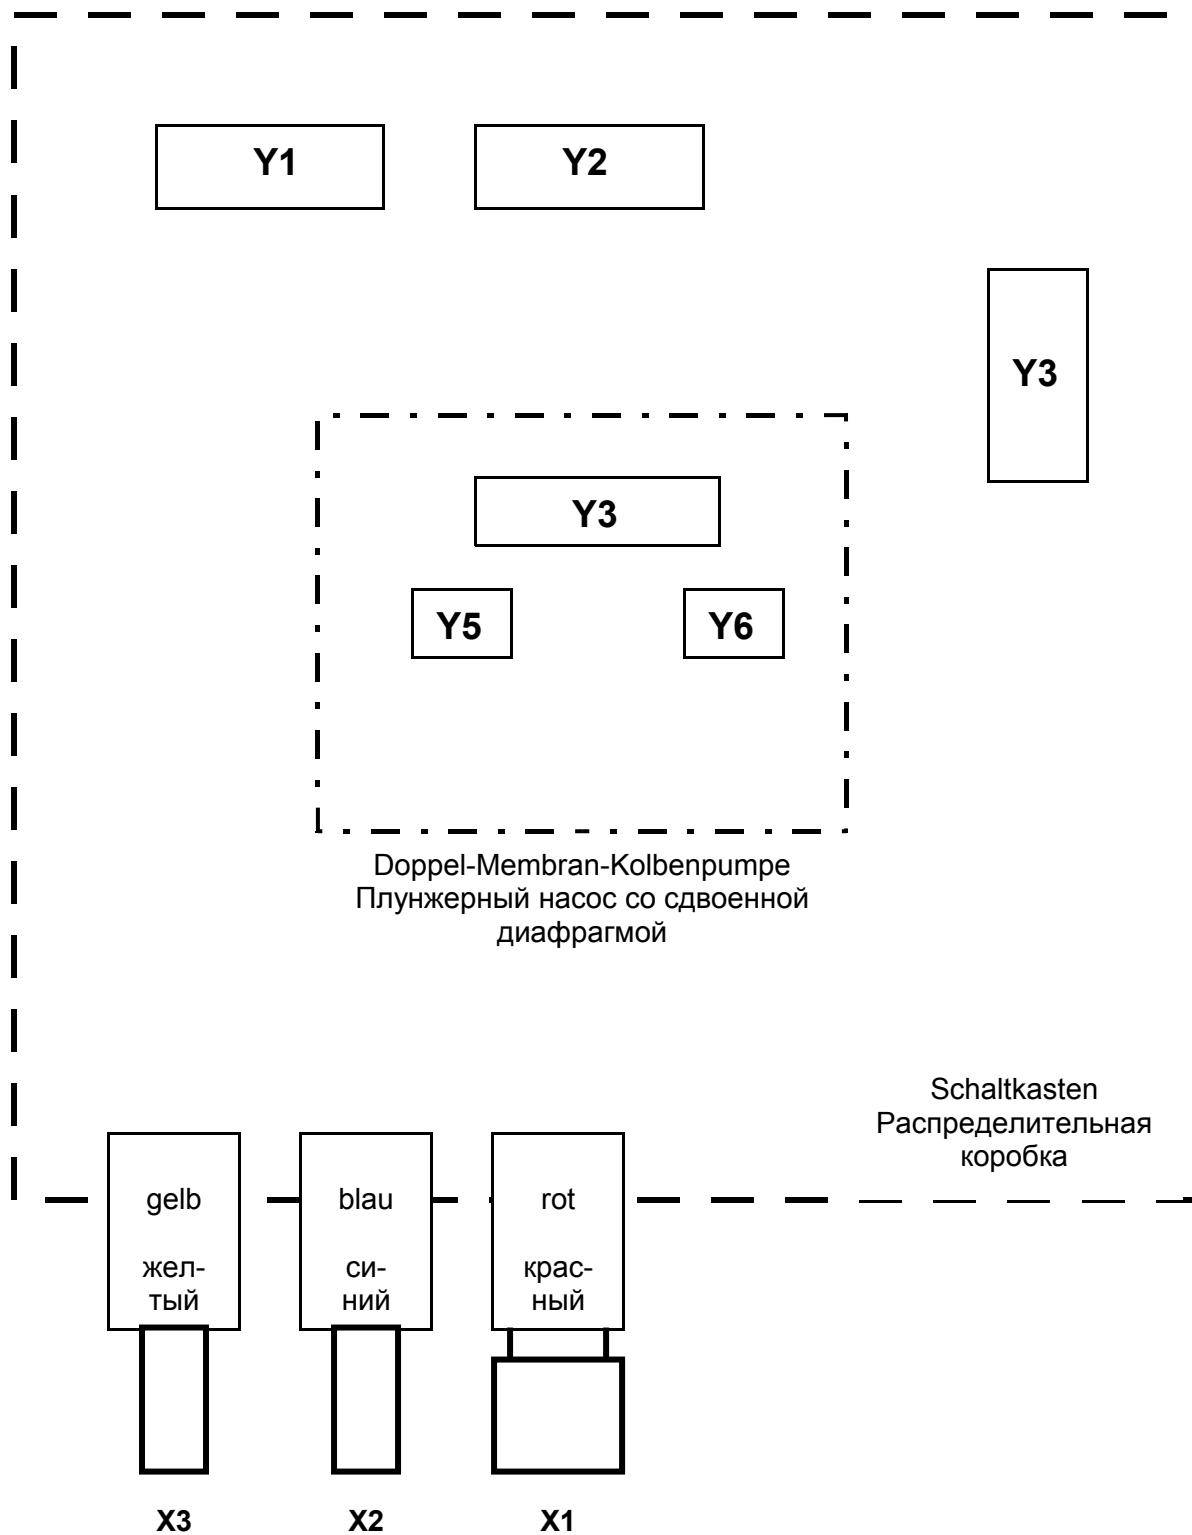 Y1
Y2
Y3
Y3
Y5
Y6
Doppel-Membran-Kolbenpumpe
Плунжерный насос со сдвоенной
диафрагмой
Schaltkasten
Распределительная
коробка
gelb
жел-
тый
blau
си-
ний
rot
крас-
ный
X3
X2
X1